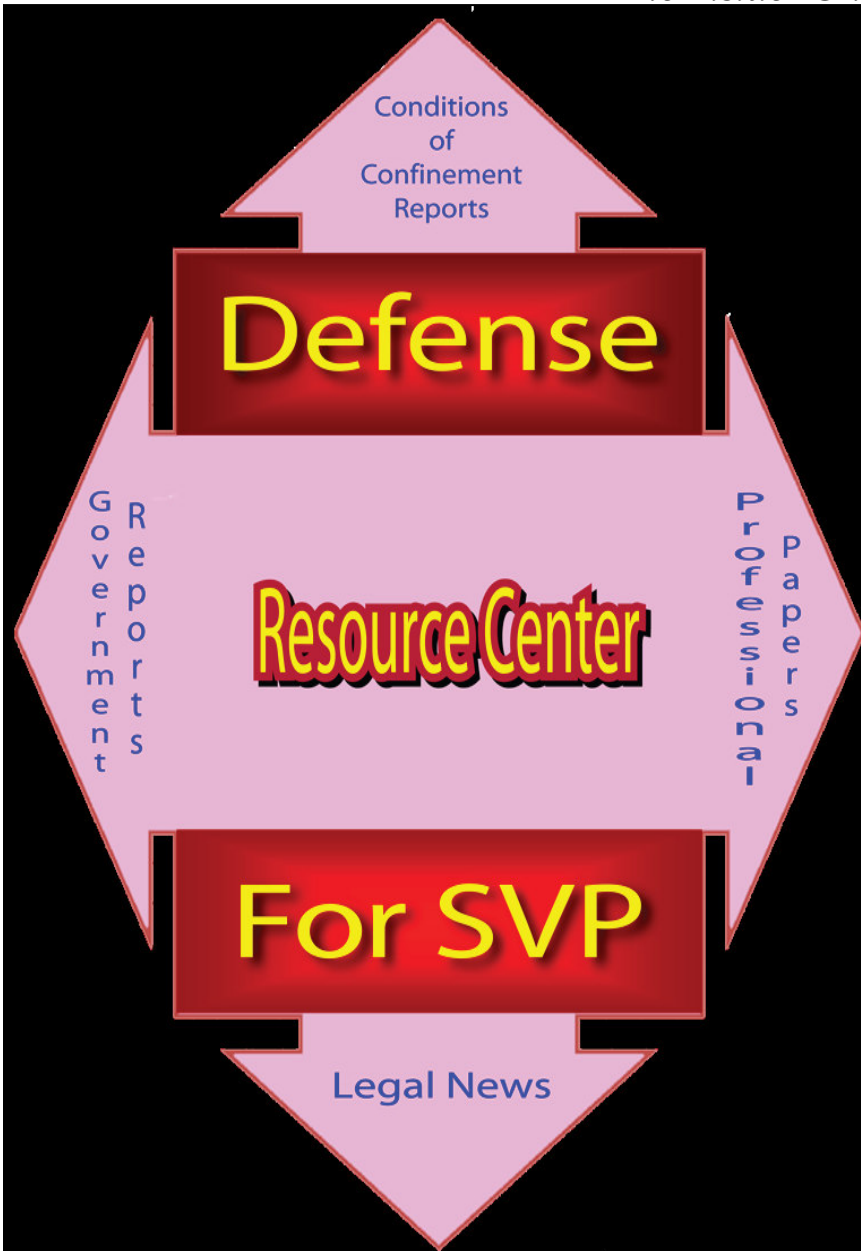 Conditions
of
Confinement
Reports
Defense
Government
Reports
Resource Center
Professional
Papers
For SVP
Legal News